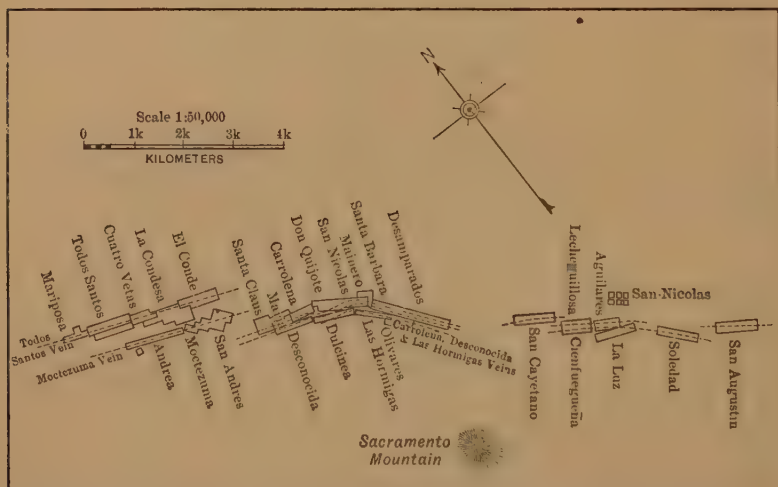 N
Scale 1:50,000
0 1k 2k 3k 4k
KILOMETERS
Mariposa
Todos Santos
Cuatro Vetas
La Condesa
El Conde
Santa Claus
Carrolena
Don Quijote
San Nicolas
Mainero
Santa Barbara
Desamparados
Lecheguillosa
Aguilares
San Nicolas
Todos
Santos Vein
Moctezuma Vein
Andrea
Moctezuma
San Andres
Desconocida
Dulcinea
Las Hormigas
Olivares
Carrolena, Desconocida
& Las Hormigas Veins
San Cayetano
Cienfuegueña
La Luz
Soledad
San Augustin
Sacramento
Mountain